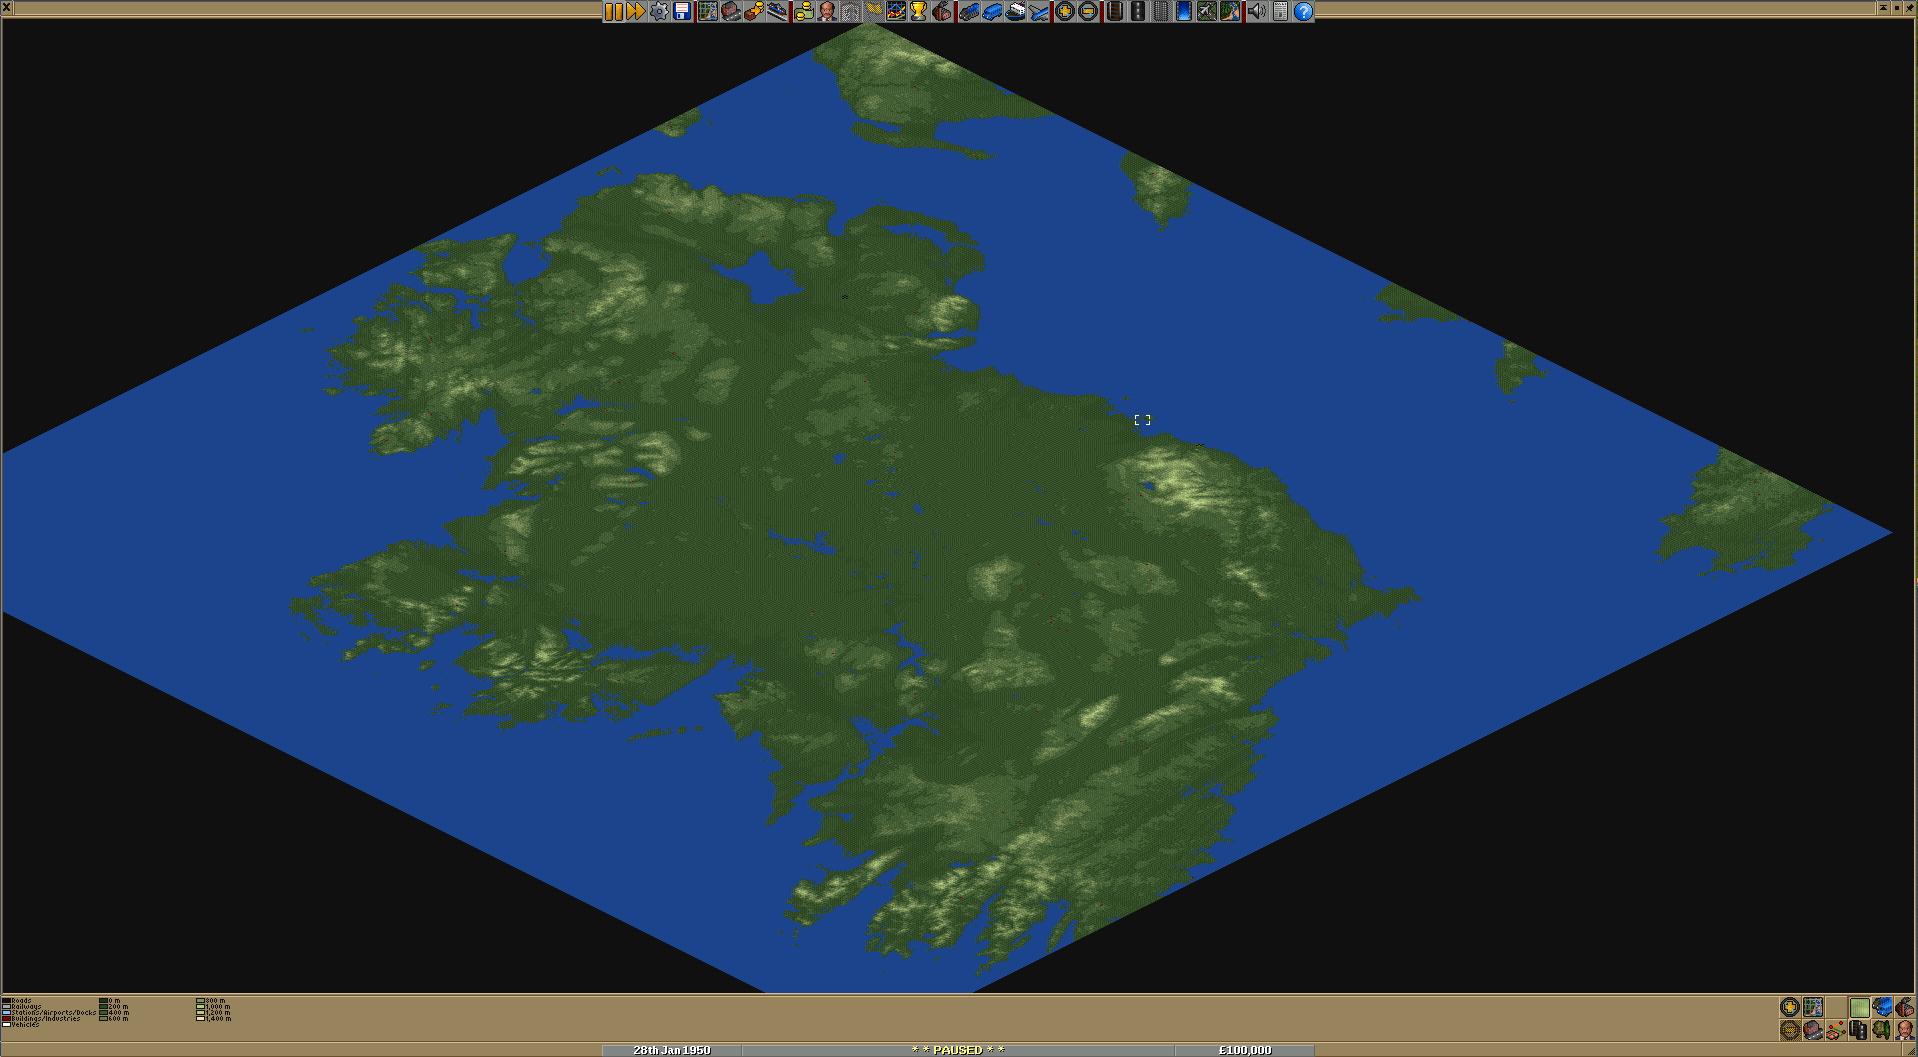 Roads
Railways
Stations/Airports/Docks
Buildings/Industries
Vehicles
0 m
200 m
400 m
600 m
800 m
1,000 m
1,200 m
1,400 m
28th Jan 1950
* * PAUSED * *
£100,000